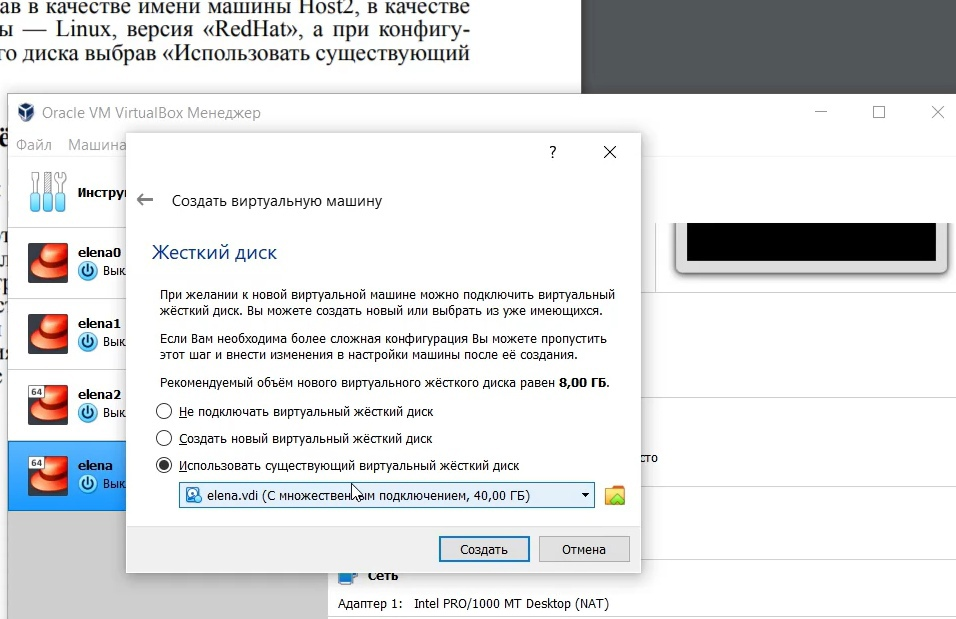 ав в качестве имени машины Host2, в качестве
ы — Linux, версия «RedHat», а при конфигу-
го диска выбрав «Использовать существующий
Oracle VM VirtualBox Менеджер
Файл Машина
Инстру
?
Создать виртуальную машину
elena0
Вык
Жесткий диск
При желании к новой виртуальной машине можно подключить виртуальный
жёсткий диск. Вы можете создать новый или выбрать из уже имеющихся.
elena1
Вык
Если Вам необходима более сложная конфигурация Вы можете пропустить
этот шаг и внести изменения в настройки машины после её создания.
Рекомендуемый объём нового виртуального жёсткого диска равен 8,00 ГБ.
64
elena2
Вык
Не подключать виртуальный жёсткий диск
Создать новый виртуальный жёсткий диск
64
elena
Вык
Использовать существующий виртуальный жёсткий диск
сто
elena.vdi (С множественным подключением, 40,00 ГБ)
Создать
Отмена
Сеть
Адаптер 1: Intel PRO/1000 MT Desktop (NAT)